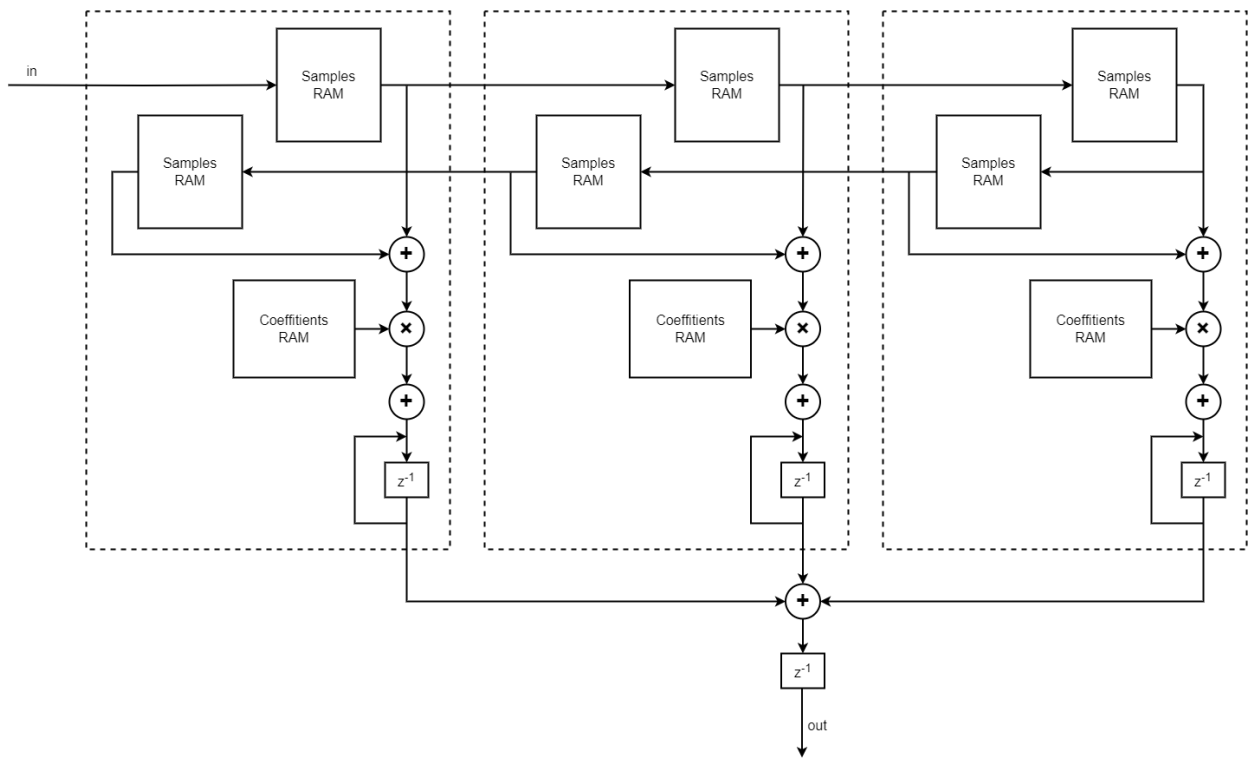 in
Samples
RAM
Samples
RAM
Samples
RAM
Samples
RAM
Samples
RAM
Samples
RAM
+
+
+
Coeffitients
RAM
×
Coeffitients
RAM
×
Coeffitients
RAM
×
+
+
+
z⁻¹
z⁻¹
z⁻¹
+
z⁻¹
out